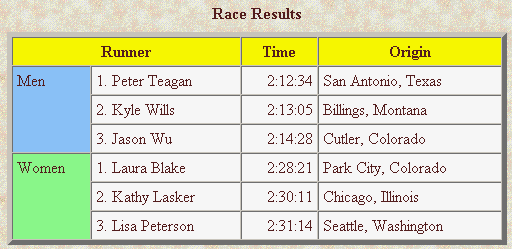 Race Results
Runner Time Origin
Men 1. Peter Teagan 2:12:34 San Antonio, Texas
2. Kyle Wills 2:13:05 Billings, Montana
3. Jason Wu 2:14:28 Cutler, Colorado
Women 1. Laura Blake 2:28:21 Park City, Colorado
2. Kathy Lasker 2:30:11 Chicago, Illinois
3. Lisa Peterson 2:31:14 Seattle, Washington